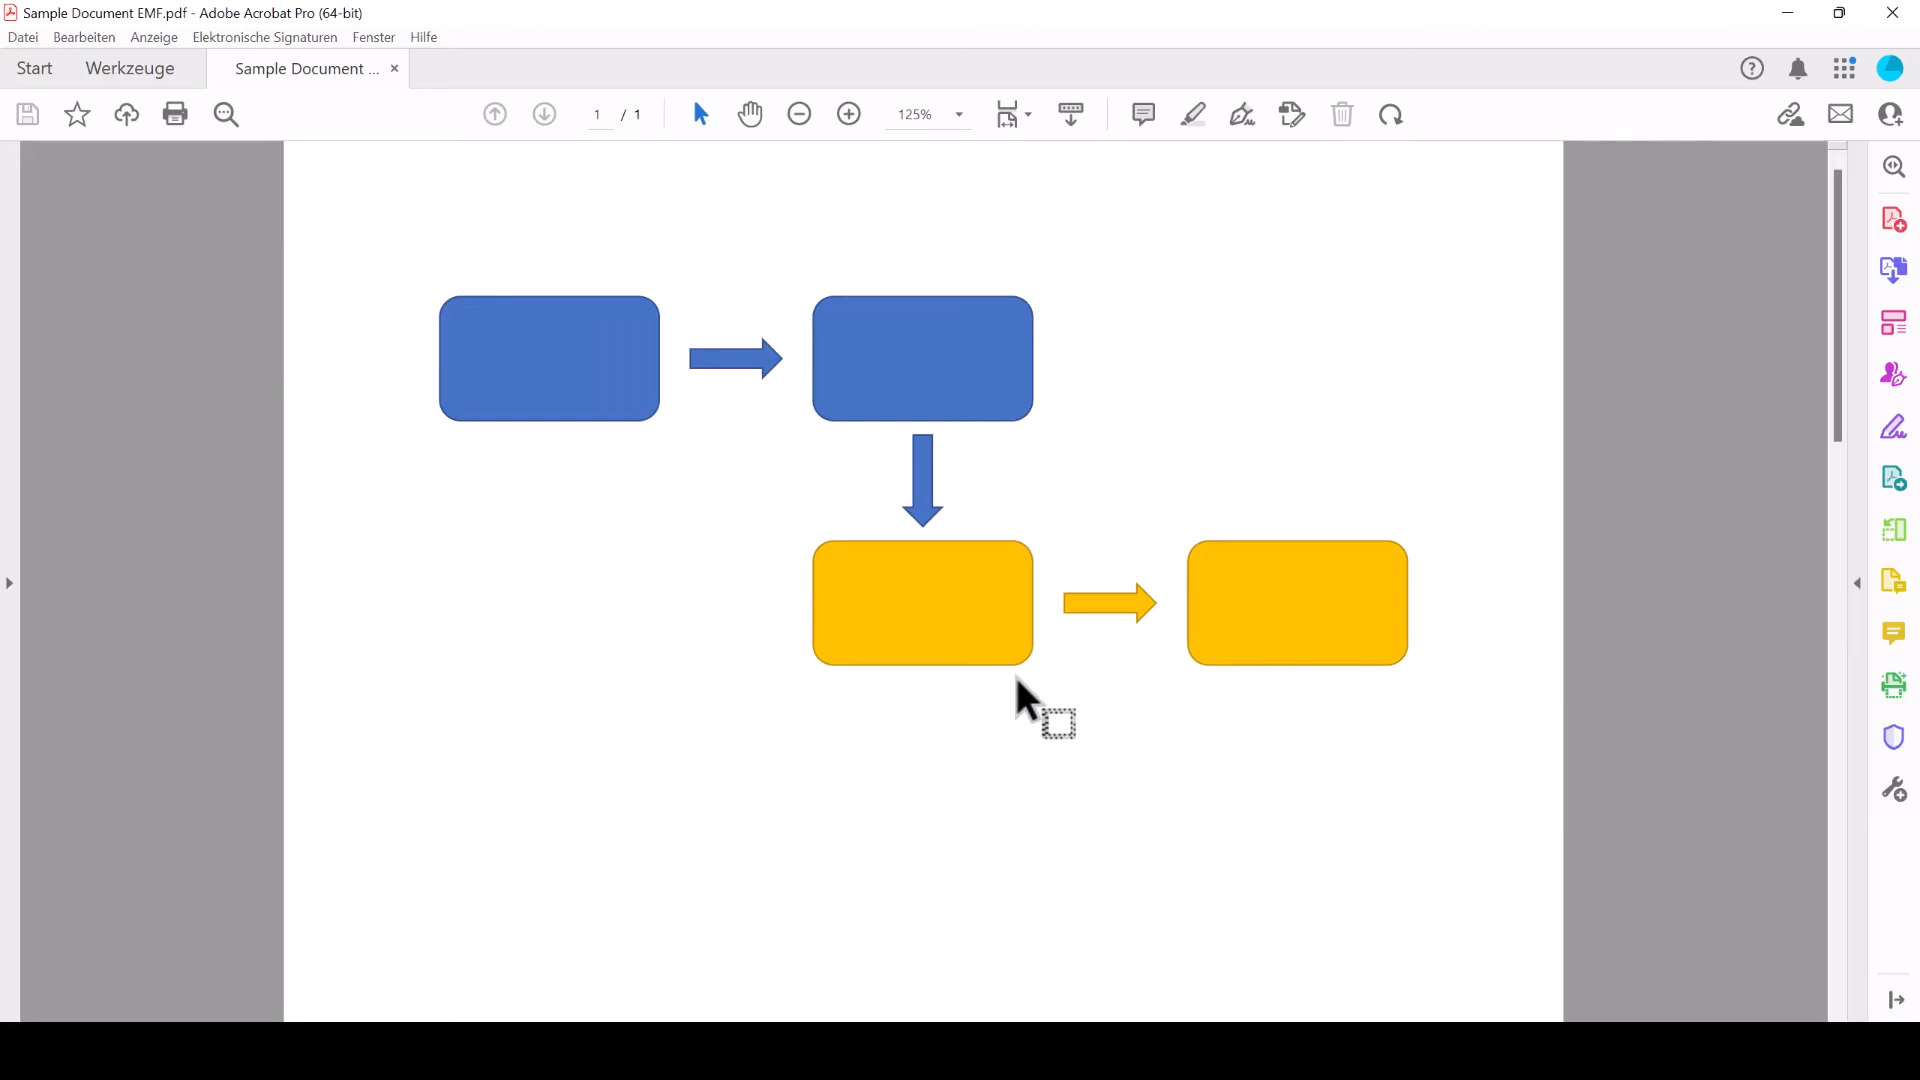 Sample Document EMF.pdf - Adobe Acrobat Pro (64-bit)
Datei Bearbeiten Anzeige Elektronische Signaturen Fenster Hilfe
Start Werkzeuge Sample Document ...
1 / 1 125%